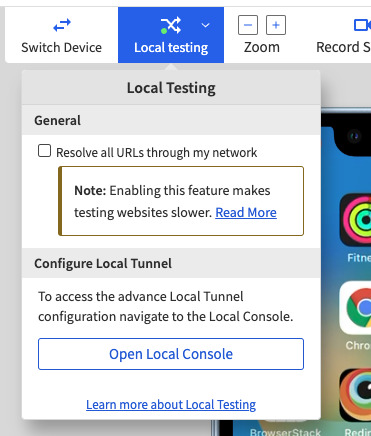 Switch Device
Local testing
Zoom
Record S
Local Testing
General
Resolve all URLs through my network
Note: Enabling this feature makes
testing websites slower. Read More
Configure Local Tunnel
To access the advance Local Tunnel
configuration navigate to the Local Console.
Open Local Console
Learn more about Local Testing
Fitne
Chro
BrowserStack
Redir